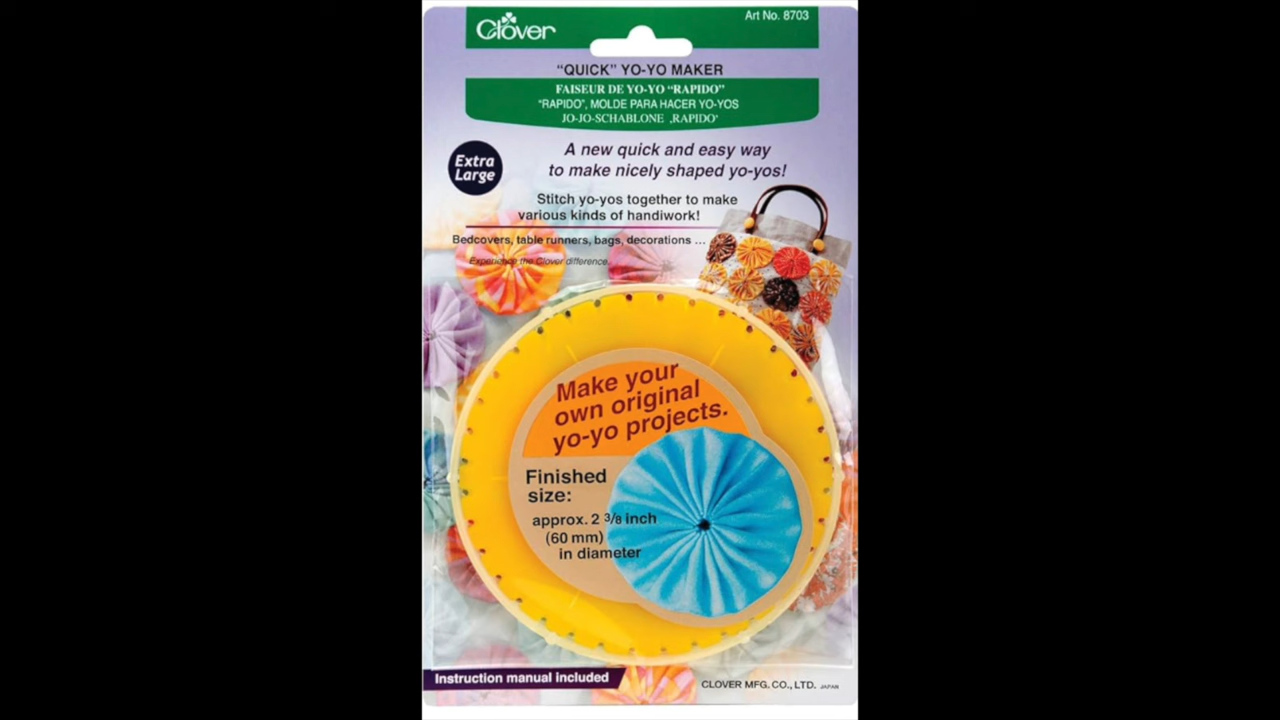 Clover
Art No. 8703
“QUICK” YO-YO MAKER
FAISEUR DE YO-YO “RAPIDO”
“RAPIDO”, MOLDE PARA HACER YO-YOS
JO-JO-SCHABLONE „RAPIDO“
Extra
Large
A new quick and easy way
to make nicely shaped yo-yos!
Stitch yo-yos together to make
various kinds of handiwork!
Bedcovers, table runners, bags, decorations ...
Experience the Clover difference.
Make your
own original
yo-yo projects.
Finished
size:
approx. 2 3/8 inch
(60 mm)
in diameter
Instruction manual included
CLOVER MFG. CO., LTD. JAPAN